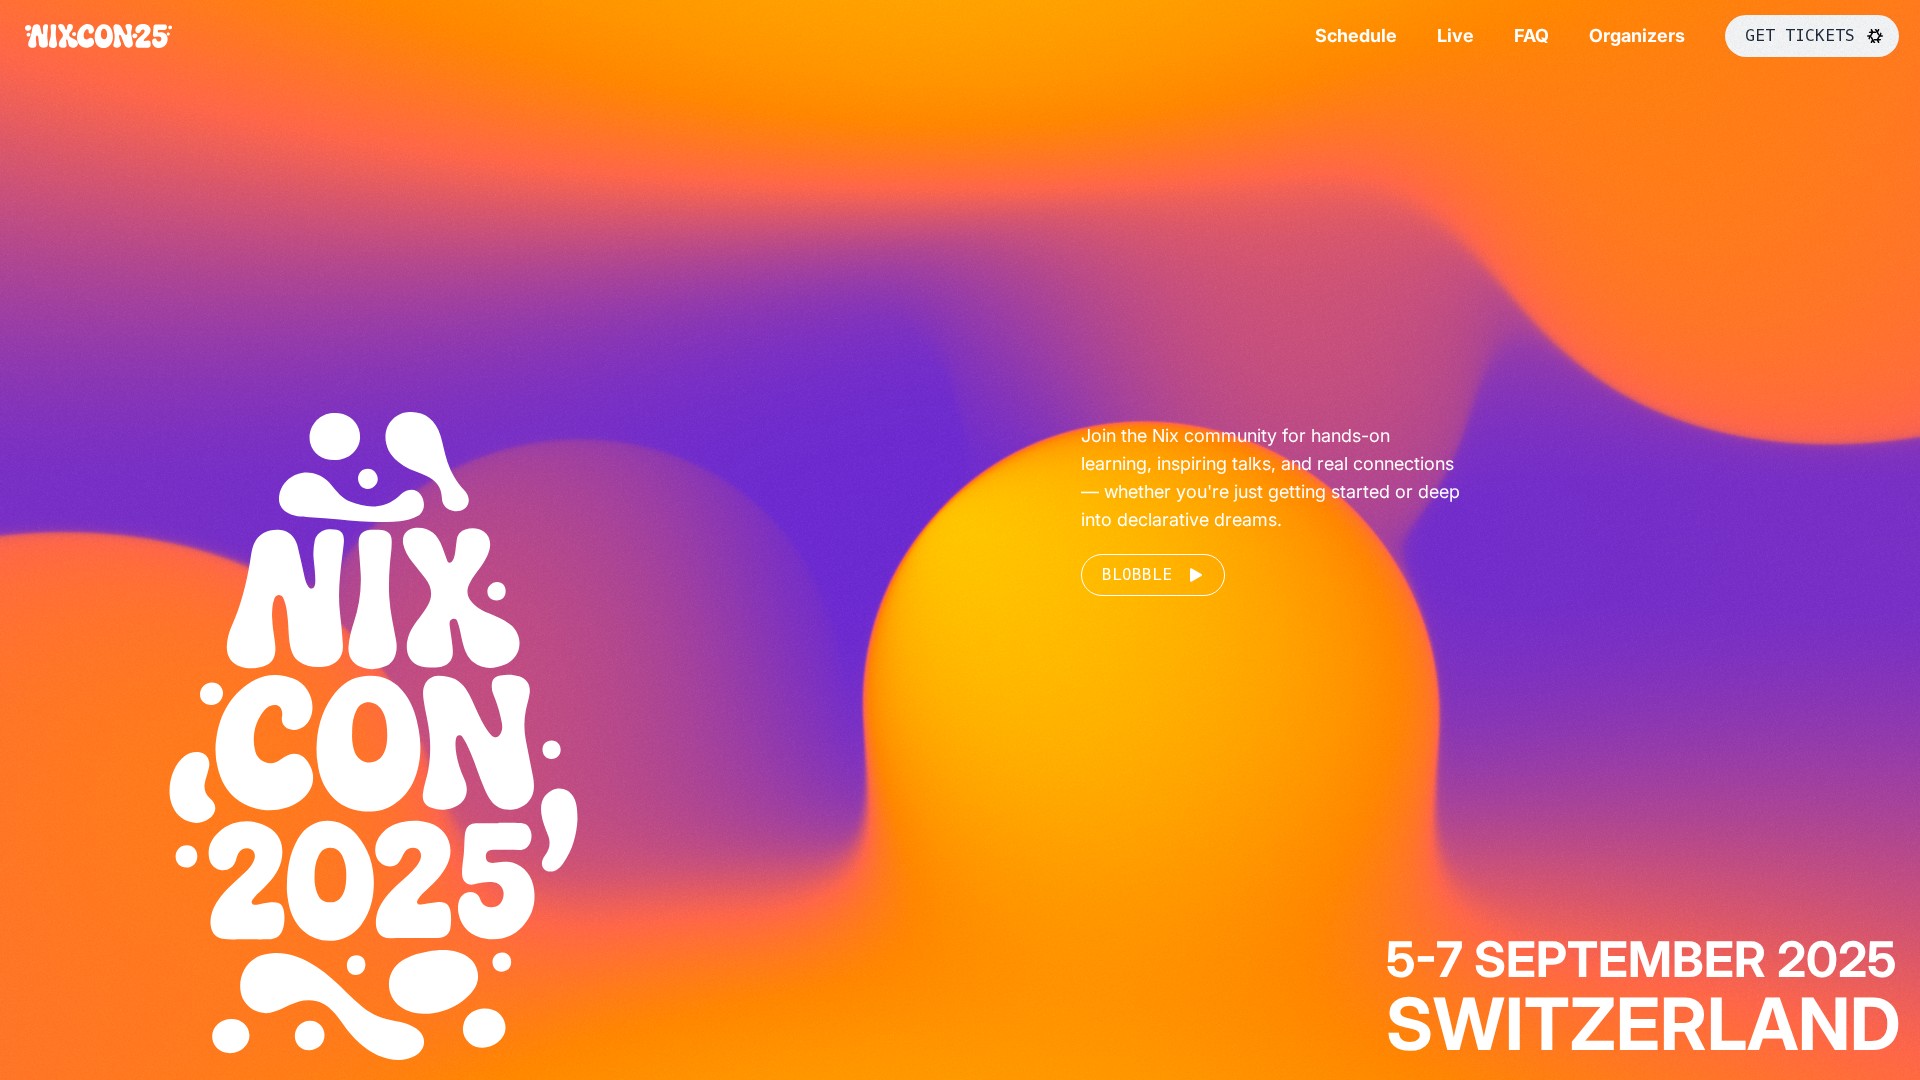 NIX·CON·25
Schedule
Live
FAQ
Organizers
GET TICKETS
Join the Nix community for hands-on
learning, inspiring talks, and real connections
— whether you're just getting started or deep
into declarative dreams.
BLOBBLE
NIX
CON
2025
5-7 SEPTEMBER 2025
SWITZERLAND